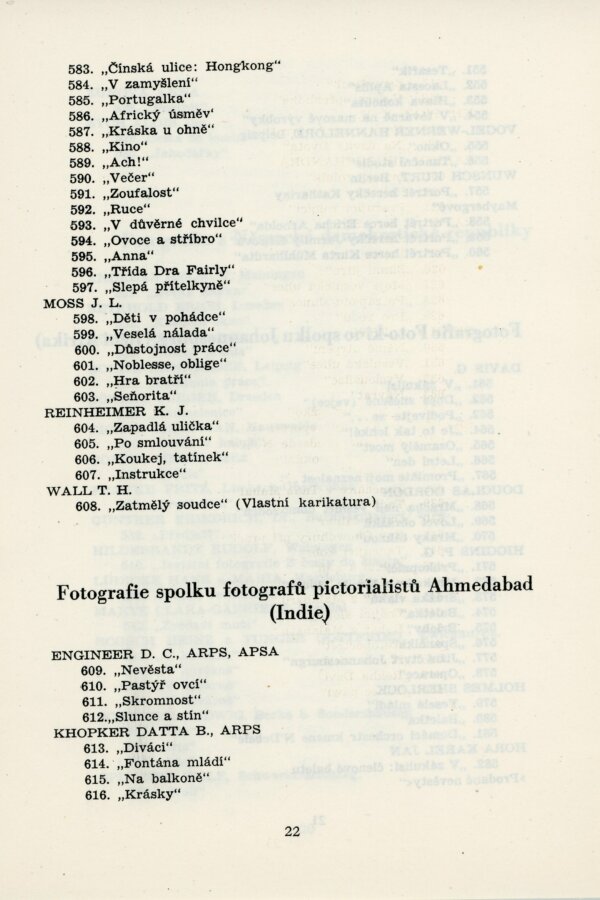 583. „Čínská ulice: Hongkong“
584. „V zamyšlení“
585. „Portugalka“
586. „Africký úsměv‘
587. „Kráska u ohně“
588. „Kino“
589. „Ach!“
590. „Večer“
591. „Zoufalost“
592. „Ruce“
593. „V důvěrné chvilce“
594. „Ovoce a stříbro“
595. „Anna“
596. „Třída Dra Fairly“
597. „Slepá přítelkyně“
MOSS J. L.
598. „Děti v pohádce“
599. „Veselá nálada“
600. „Důstojnost práce“
601. „Noblesse, oblige“
602. „Hra bratří“
603. „Seňorita“
REINHEIMER K. J.
604. „Zapadlá ulička“
605. „Po smlouvání“
606. „Koukej, tatínek“
607. „Instrukce“
WALL T. H.
608. „Zatmělý soudce“ (Vlastní karikatura)
Fotografie spolku fotografů pictorialistů Ahmedabad
(Indie)
ENGINEER D. C., ARPS, APSA
609. „Nevěsta“
610. „Pastýř ovcí“
611. „Skromnost“
612.„Slunce a stín“
KHOPKER DATTA B., ARPS
613. „Diváci“
614. „Fontána mládí“
615. „Na balkoně“
616. „Krásky“
22